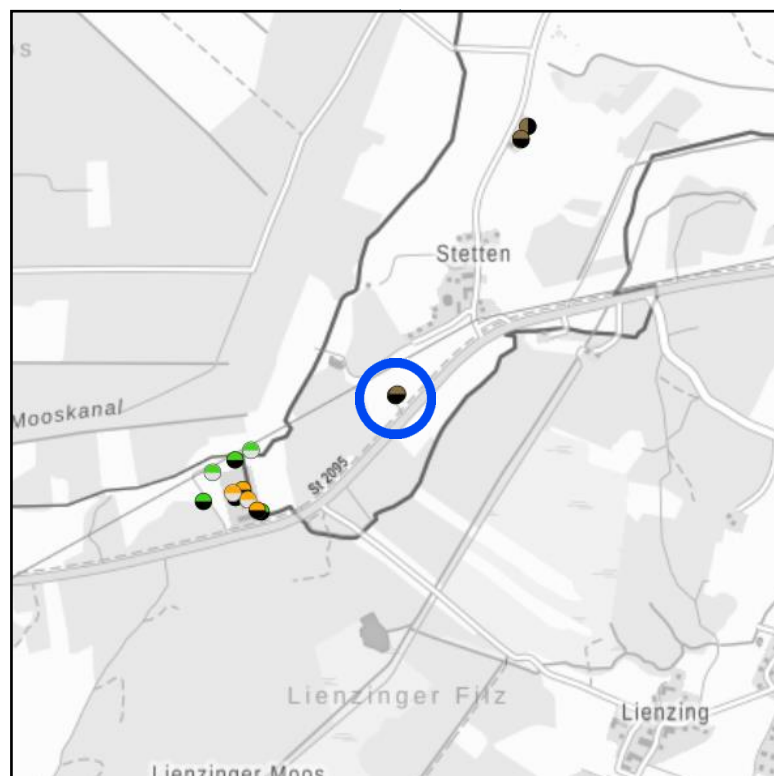 s
Stetten
Mooskanal
St 2095
Lienzinger Filz
Lienzing
Lienzinger Moos